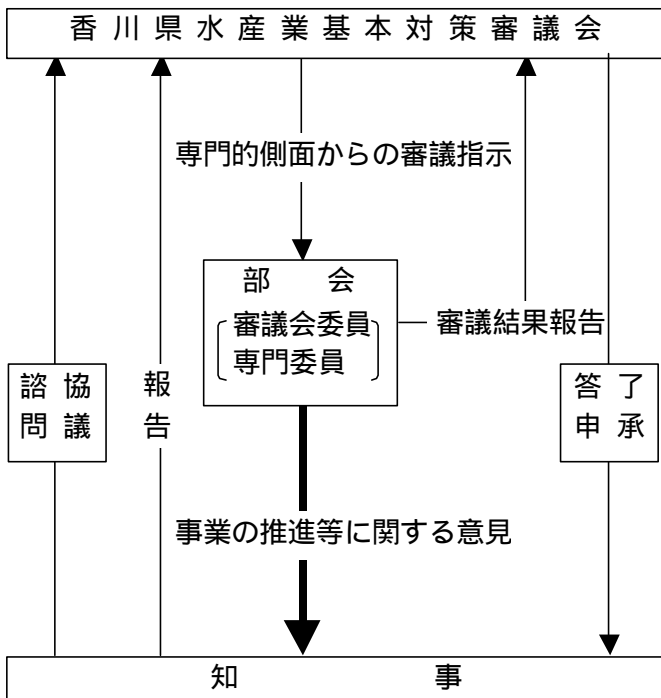 香川県水産業基本対策審議会
専門的側面からの審議指示
部会
審議会委員
専門委員
審議結果報告
諮問
協議
報告
答申
了承
事業の推進等に関する意見
知事